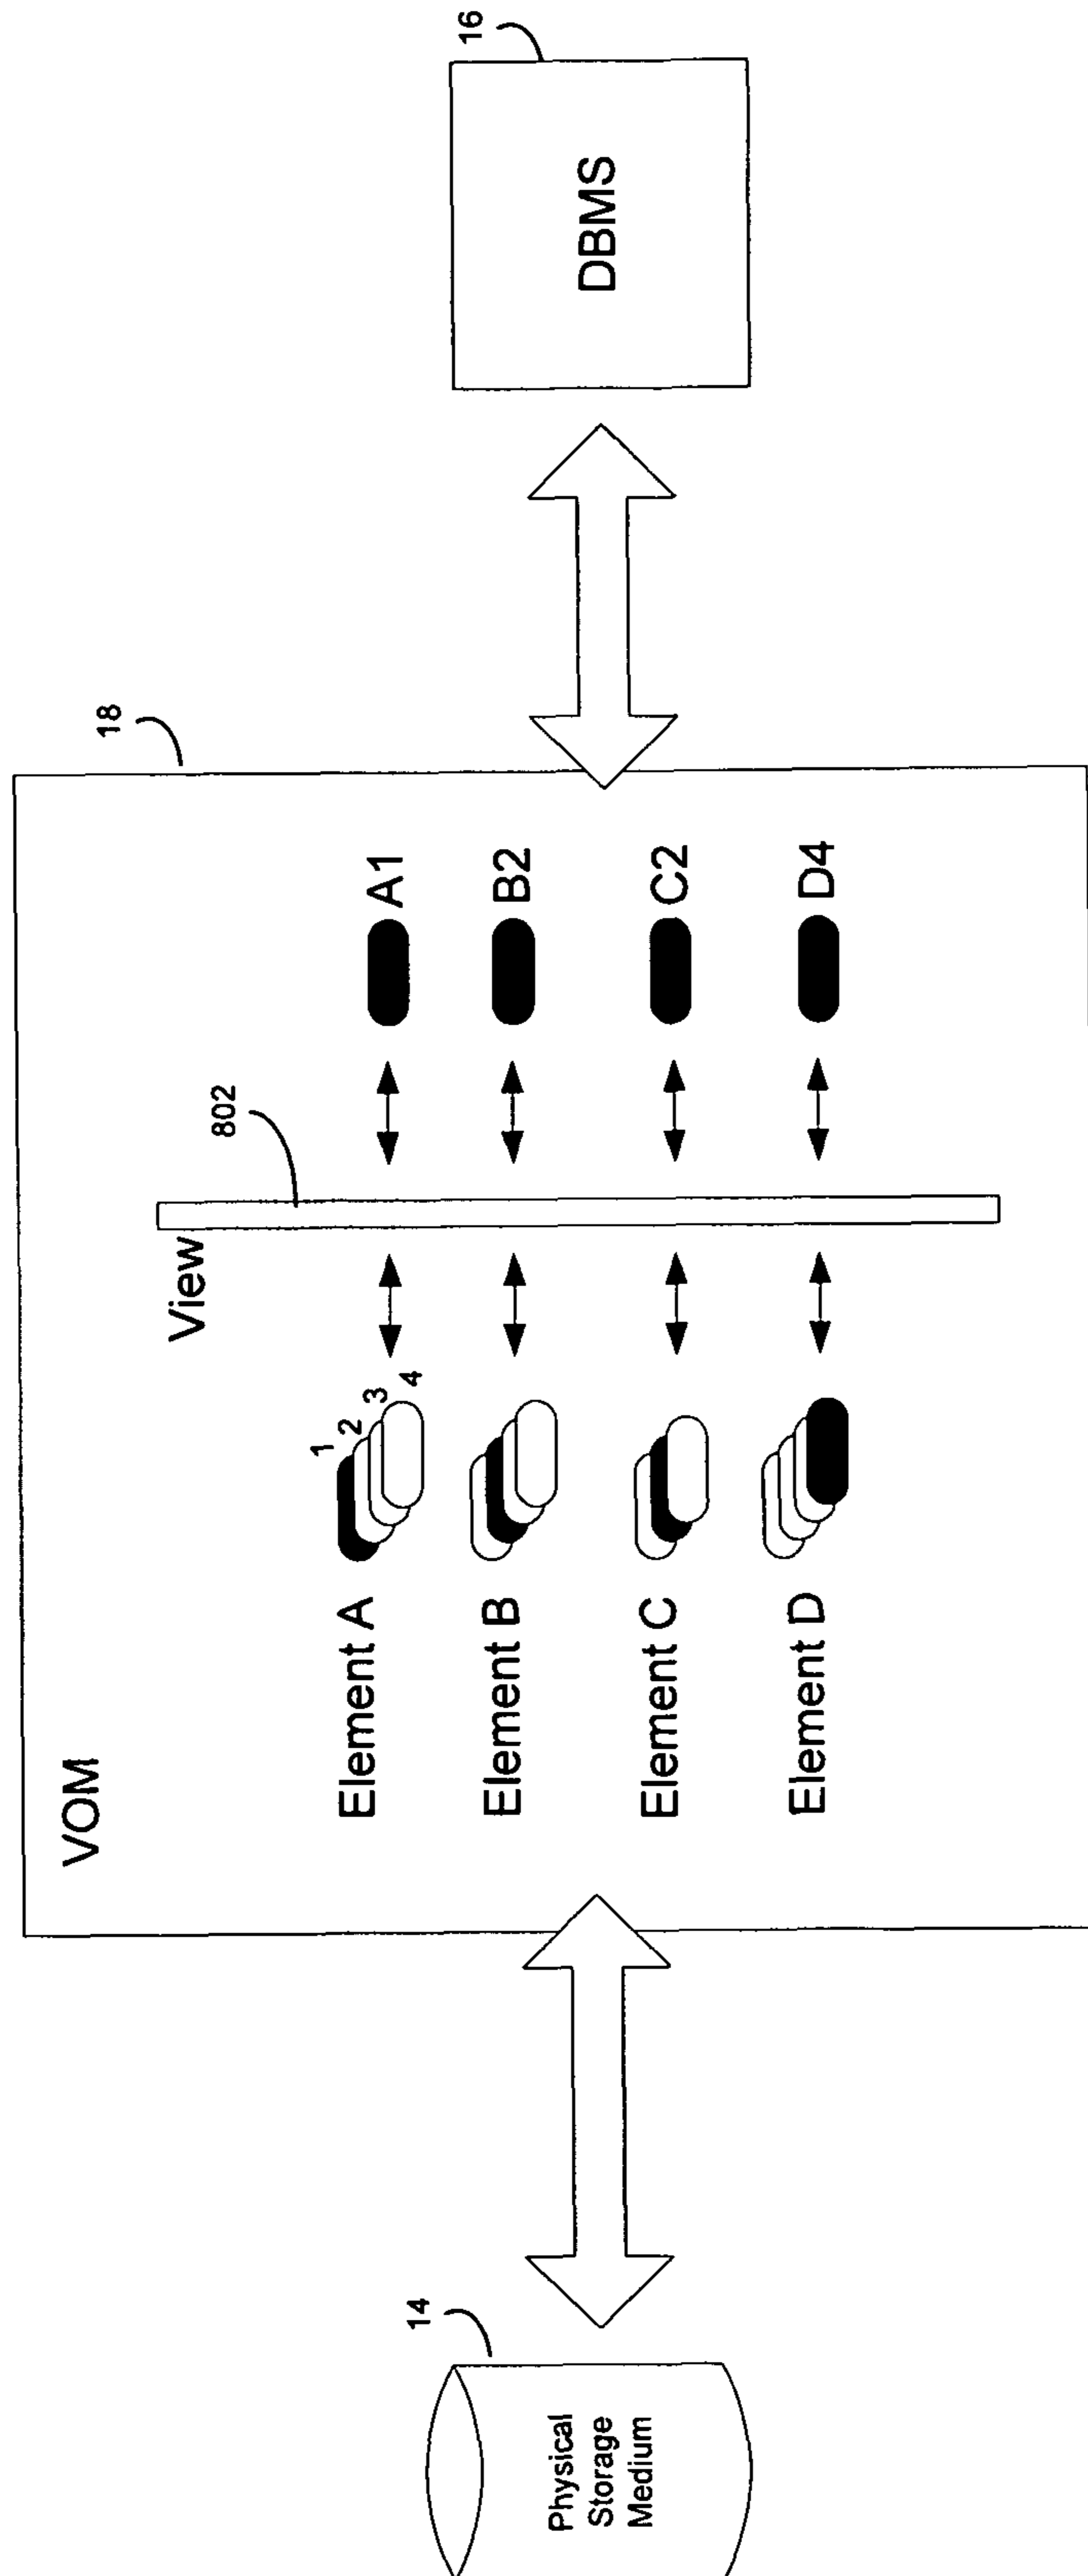 VOM
18
16
View
802
1
2
3
4
Element A
A1
Element B
B2
Element C
C2
Element D
D4
14
Physical
Storage
Medium
DBMS